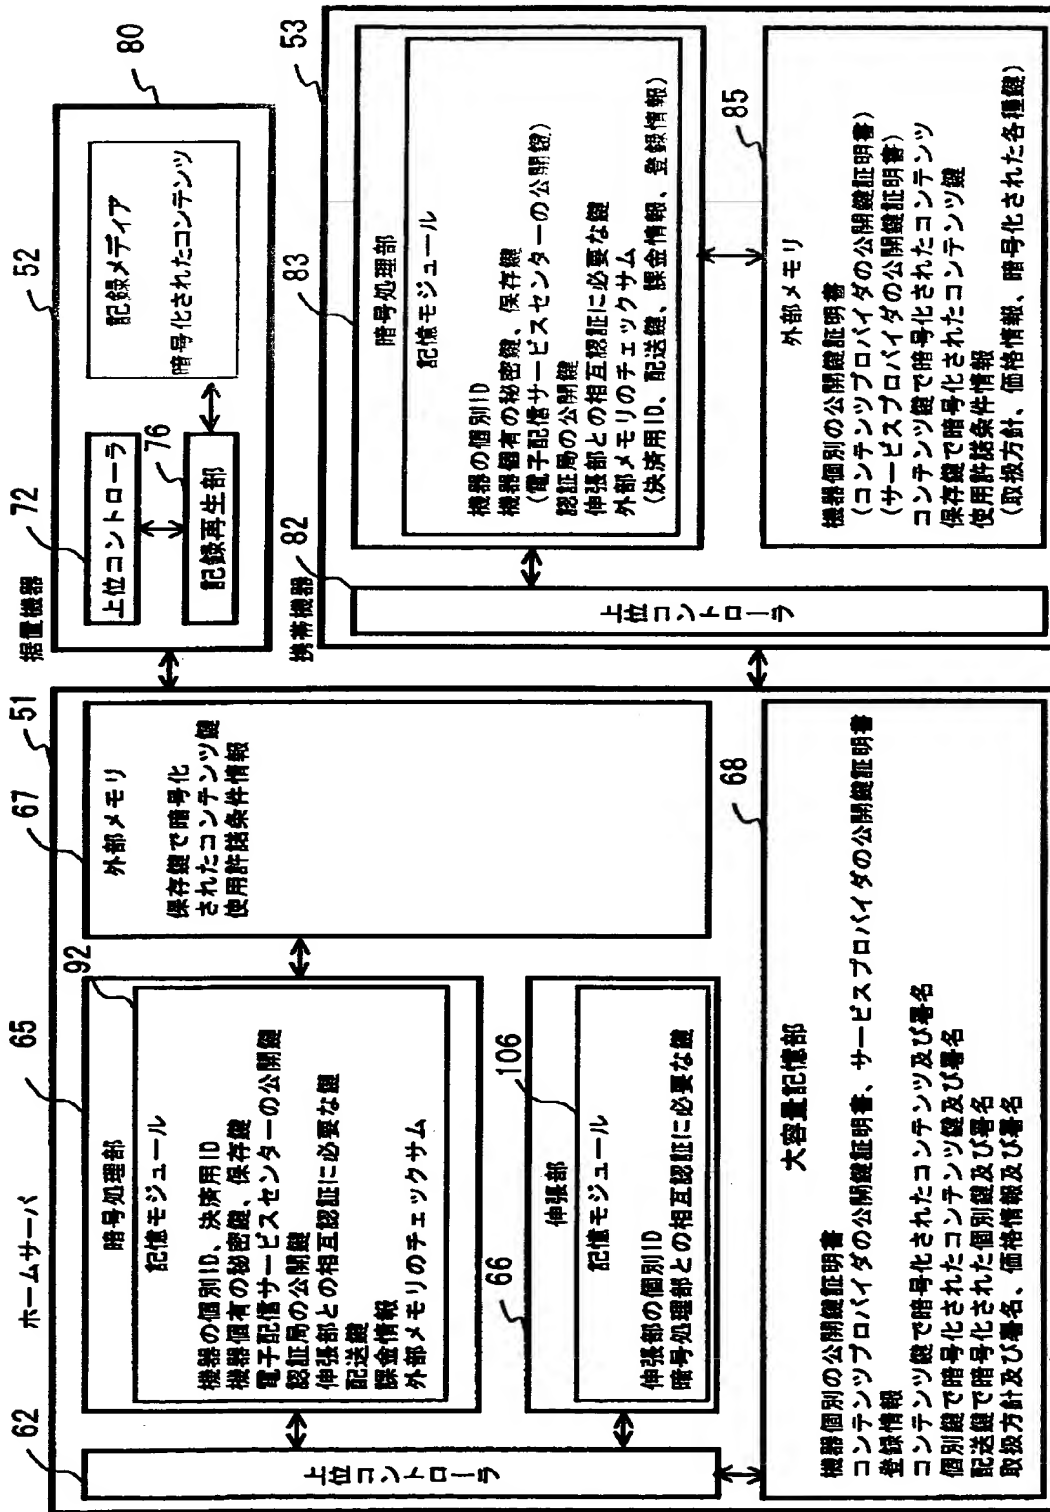 ホームサーバ
51
62
上位コントローラ
65
暗号処理部
92
記憶モジュール
機器の個別ID、決済用ID
機器個有の秘密鍵、保存鍵
電子配信サービスセンターの公開鍵
認証局の公開鍵
伸張部との相互認証に必要な鍵
配送鍵
課金情報
外部メモリのチェックサム
67
外部メモリ
保存鍵で暗号化
されたコンテンツ鍵
使用許諾条件情報
66
伸張部
106
記憶モジュール
伸張部の個別ID
暗号処理部との相互認証に必要な鍵
68
大容量記憶部
機器個別の公開鍵証明書
コンテンツプロバイダの公開鍵証明書、サービスプロバイダの公開鍵証明書
登録情報
コンテンツ鍵で暗号化されたコンテンツ及び署名
個別鍵で暗号化されたコンテンツ鍵及び署名
配送鍵で暗号化された個別鍵及び署名
取扱方針及び署名、価格情報及び署名
据置機器
52
72
上位コントローラ
76
記録再生部
80
記録メディア
暗号化されたコンテンツ
携帯機器
53
82
上位コントローラ
83
暗号処理部
記憶モジュール
機器の個別ID
機器個有の秘密鍵、保存鍵
(電子配信サービスセンターの公開鍵)
認証局の公開鍵
伸張部との相互認証に必要な鍵
外部メモリのチェックサム
(決済用ID、配送鍵、課金情報、登録情報)
85
外部メモリ
機器個別の公開鍵証明書
(コンテンツプロバイダの公開鍵証明書)
(サービスプロバイダの公開鍵証明書)
コンテンツ鍵で暗号化されたコンテンツ
保存鍵で暗号化されたコンテンツ鍵
使用許諾条件情報
(取扱方針、価格情報、暗号化された各種鍵)